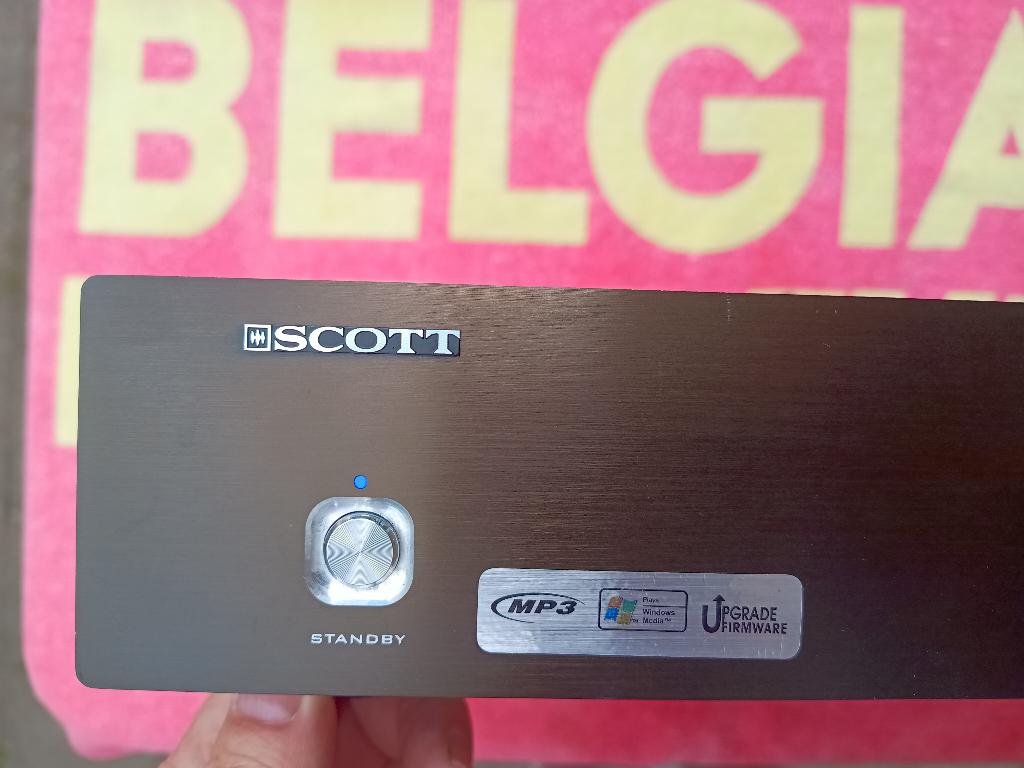 BELGIA
SCOTT
STANDBY
MP3
Plays
Windows
Media™
UPGRADE
FIRMWARE